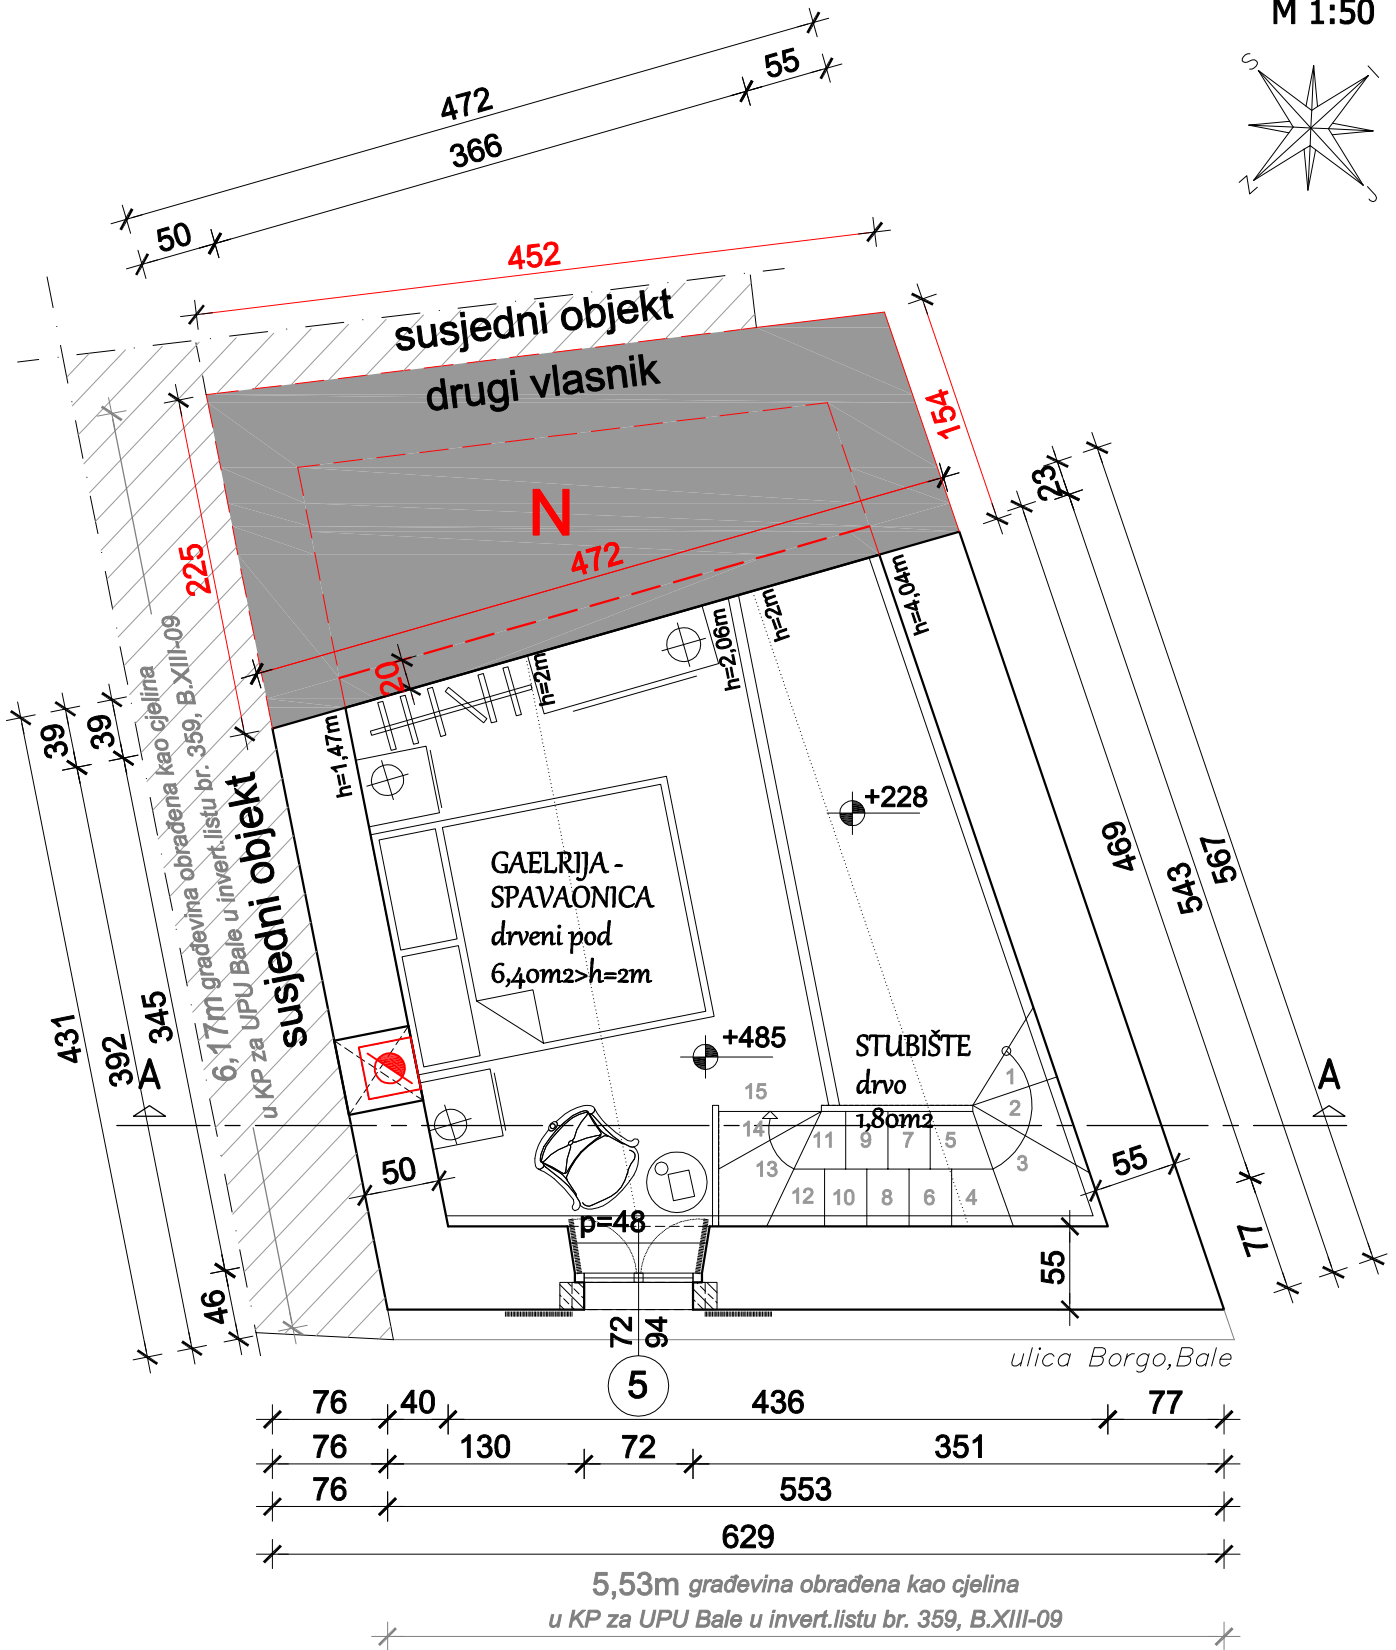 M 1:50
S
I
Z
J
472
55
366
50
452
susjedni objekt
drugi vlasnik
154
N
472
225
20
23
h=4,04m
h=2m
h=2,06m
h=2m
h=1,47m
39
39
6,17m građevina obrađena kao cjelina
u KP za UPU Bale u invert.listu br. 359, B.XIII-09
susjedni objekt
+228
469
543
567
GAELRIJA -
SPAVAONICA
drveni pod
6,40m2>h=2m
431
392
345
+485
STUBIŠTE
drvo
1,80m2
A
A
15
14
13
12
11
10
9
8
7
6
5
4
3
2
1
50
55
p=48
77
55
46
72
94
5
ulica Borgo,Bale
76
40
436
77
76
130
72
351
76
553
629
5,53m građevina obrađena kao cjelina
u KP za UPU Bale u invert.listu br. 359, B.XIII-09